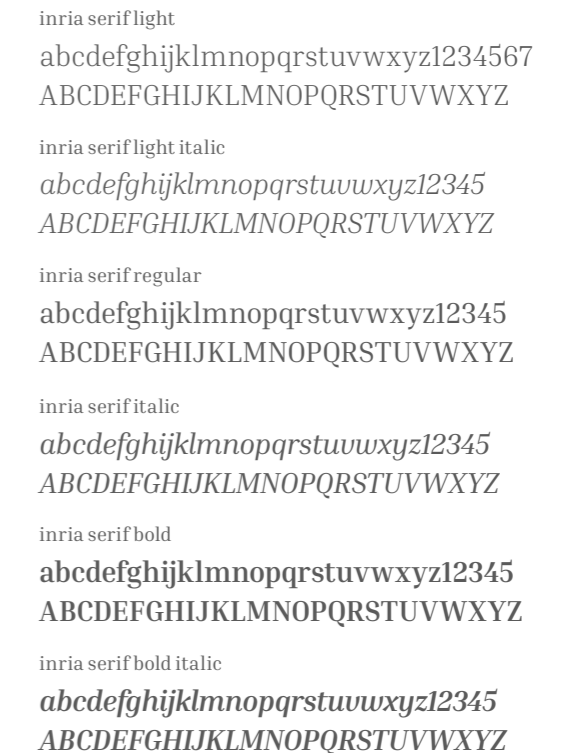 inria serif light
abcdefghijklmnopqrstuvwxyz1234567
ABCDEFGHIJKLMNOPQRSTUVWXYZ
inria serif light italic
abcdefghijklmnopqrstuvwxyz12345
ABCDEFGHIJKLMNOPQRSTUVWXYZ
inria serif regular
abcdefghijklmnopqrstuvwxyz12345
ABCDEFGHIJKLMNOPQRSTUVWXYZ
inria serif italic
abcdefghijklmnopqrstuvwxyz12345
ABCDEFGHIJKLMNOPQRSTUVWXYZ
inria serif bold
abcdefghijklmnopqrstuvwxyz12345
ABCDEFGHIJKLMNOPQRSTUVWXYZ
inria serif bold italic
abcdefghijklmnopqrstuvwxyz12345
ABCDEFGHIJKLMNOPQRSTUVWXYZ